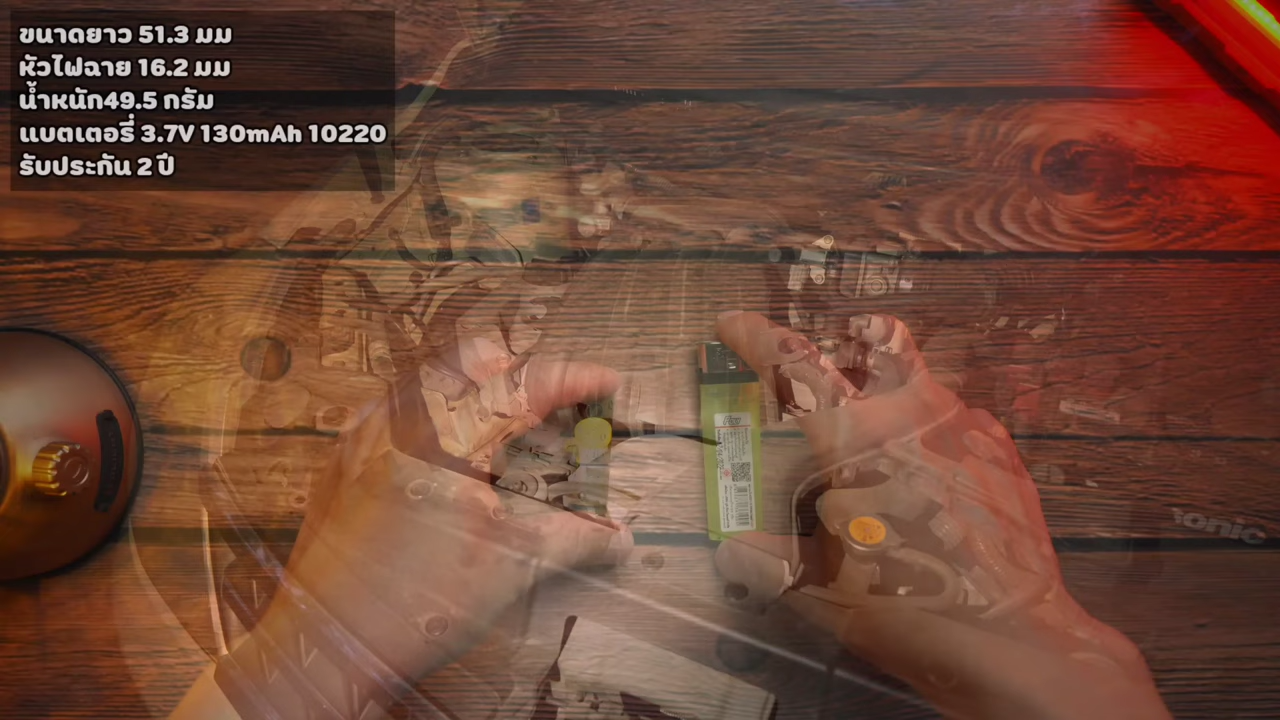 ขนาดยาว 51.3 มม
หัวไฟฉาย 16.2 มม
น้ำหนัก49.5 กรัม
แบตเตอรี่ 3.7V 130mAh 10220
รับประกัน 2 ปี
onic